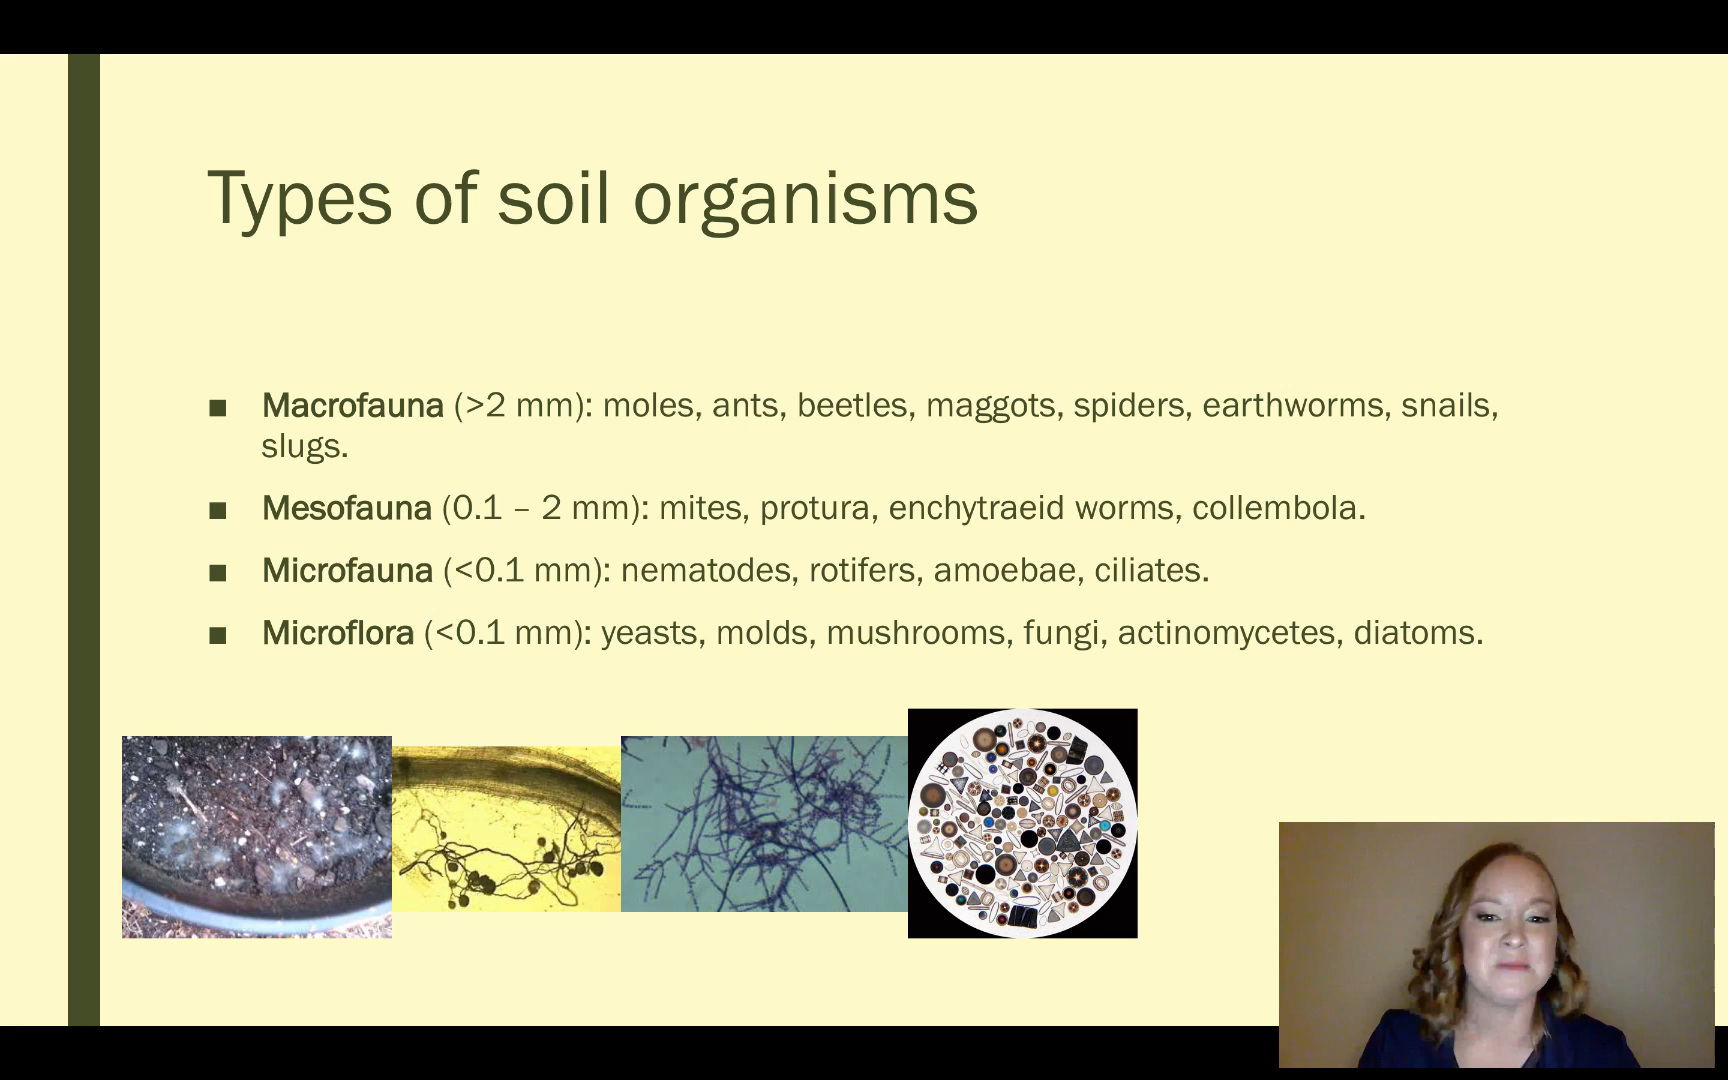 Types of soil organisms
■ Macrofauna (>2 mm): moles, ants, beetles, maggots, spiders, earthworms, snails,
slugs.
■ Mesofauna (0.1 – 2 mm): mites, protura, enchytraeid worms, collembola.
■ Microfauna (<0.1 mm): nematodes, rotifers, amoebae, ciliates.
■ Microflora (<0.1 mm): yeasts, molds, mushrooms, fungi, actinomycetes, diatoms.